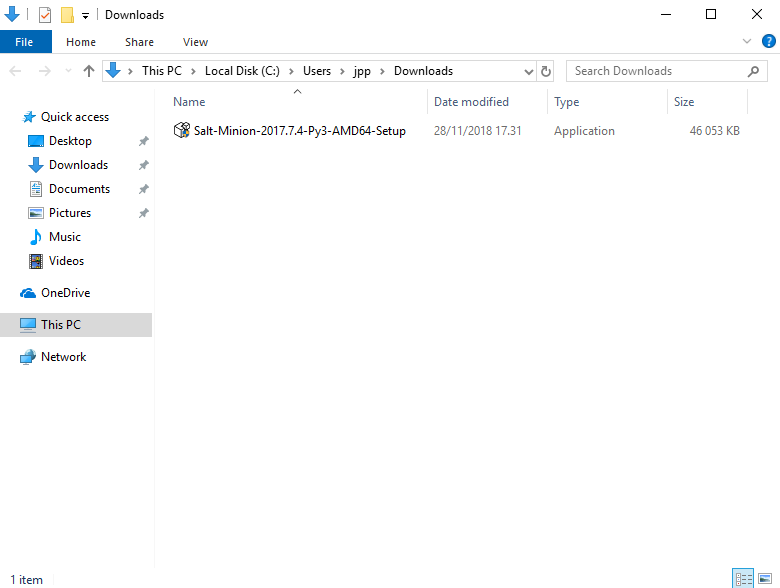 Downloads
File Home Share View
This PC Local Disk (C:) Users jpp Downloads Search Downloads
Name Date modified Type Size
Salt-Minion-2017.7.4-Py3-AMD64-Setup 28/11/2018 17.31 Application 46 053 KB
Quick access
Desktop
Downloads
Documents
Pictures
Music
Videos
OneDrive
This PC
Network
1 item